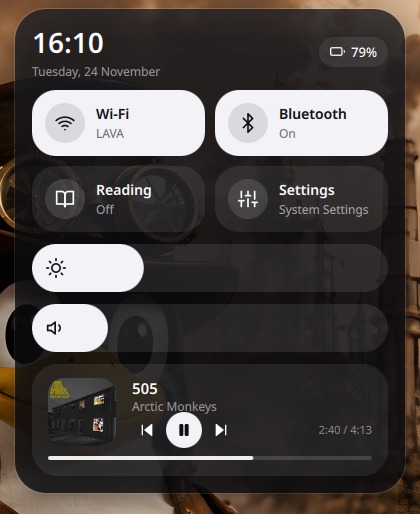 16:10
79%
Tuesday, 24 November
Wi-Fi
LAVA
Bluetooth
On
Reading
Off
Settings
System Settings
505
Arctic Monkeys
2:40 / 4:13